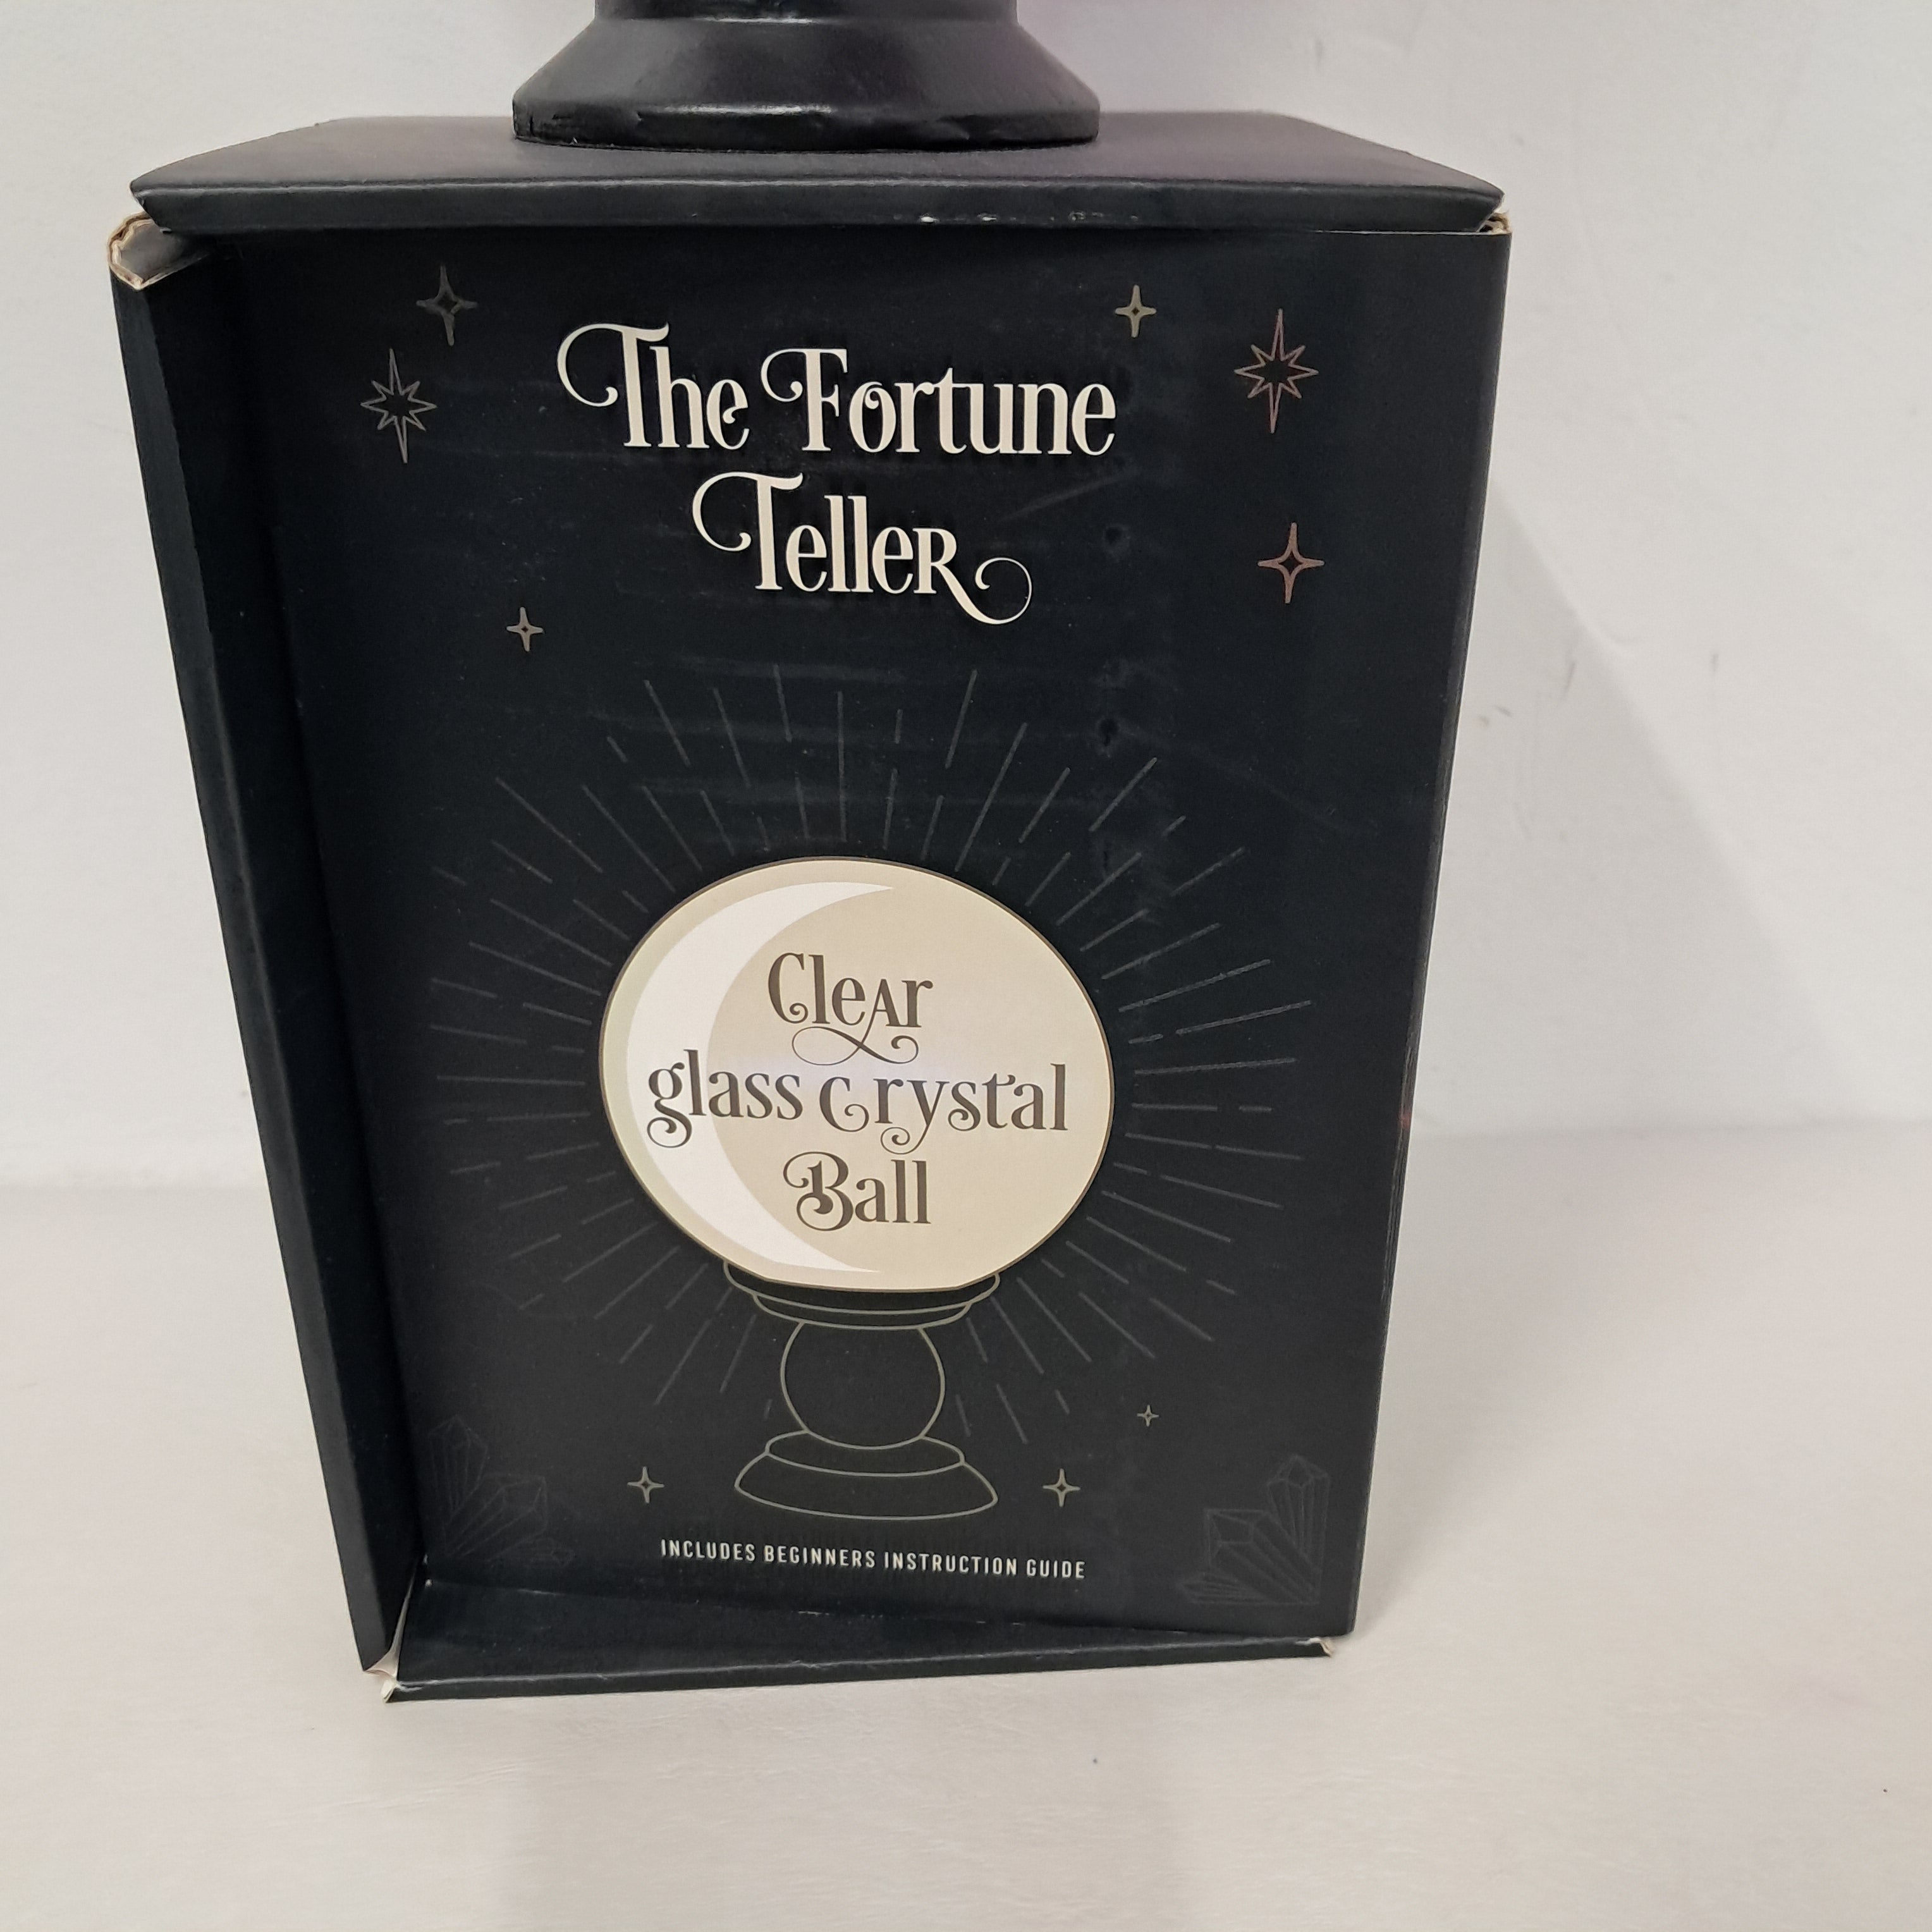 The Fortune
Teller
Clear
glass crystal
Ball
INCLUDES BEGINNERS INSTRUCTION GUIDE